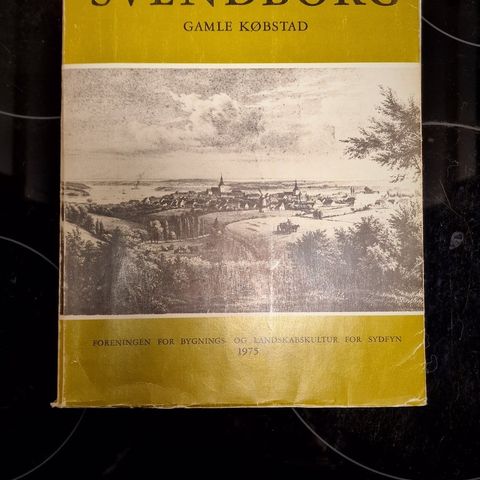 SVENDBORG
GAMLE KØBSTAD
FORENINGEN FOR BYGNINGS- OG LANDSKABSKULTUR FOR SYDFYN
1975